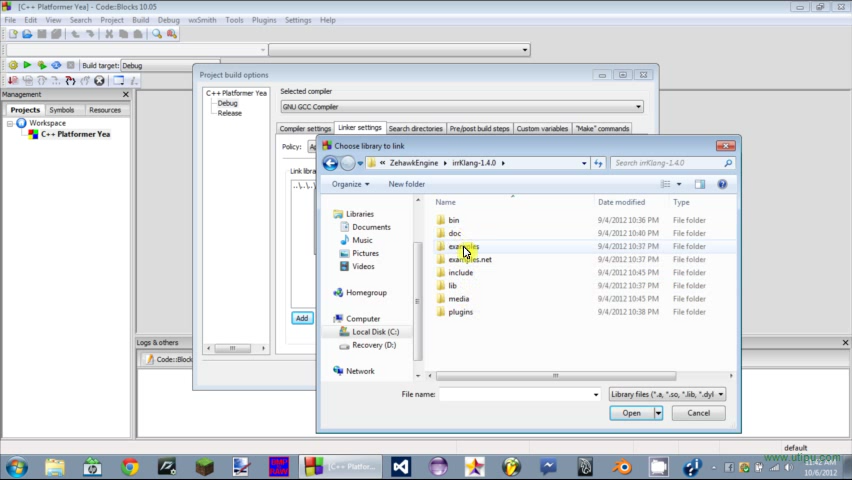 [C++ Platformer Yea] - Code::Blocks 10.05
File Edit View Search Project Build Debug wxSmith Tools Plugins Settings Help
Build target: Debug
Management
Projects Symbols Resources
Workspace
C++ Platformer Yea
Project build options
C++ Platformer Yea
Debug
Release
Selected compiler
GNU GCC Compiler
Compiler settings Linker settings Search directories Pre/post build steps Custom variables "Make" commands
Policy:
Link libra
..\..\.
Add
Choose library to link
« ZehawkEngine irrKlang-1.4.0
Search irrKlang-1.4.0
Organize New folder
Libraries
Documents
Music
Pictures
Videos
Homegroup
Computer
Local Disk (C:)
Recovery (D:)
Network
Name Date modified Type
bin 9/4/2012 10:36 PM File folder
doc 9/4/2012 10:40 PM File folder
examples 9/4/2012 10:37 PM File folder
examples.net 9/4/2012 10:37 PM File folder
include 9/4/2012 10:45 PM File folder
lib 9/4/2012 10:37 PM File folder
media 9/4/2012 10:45 PM File folder
plugins 9/4/2012 10:38 PM File folder
File name:
Library files (*.a, *.so, *.lib, *.dyl
Open Cancel
Logs & others
Code::Bloc
default
[C++ Platfo...
www.utipu.com
11:42 AM
10/6/2012